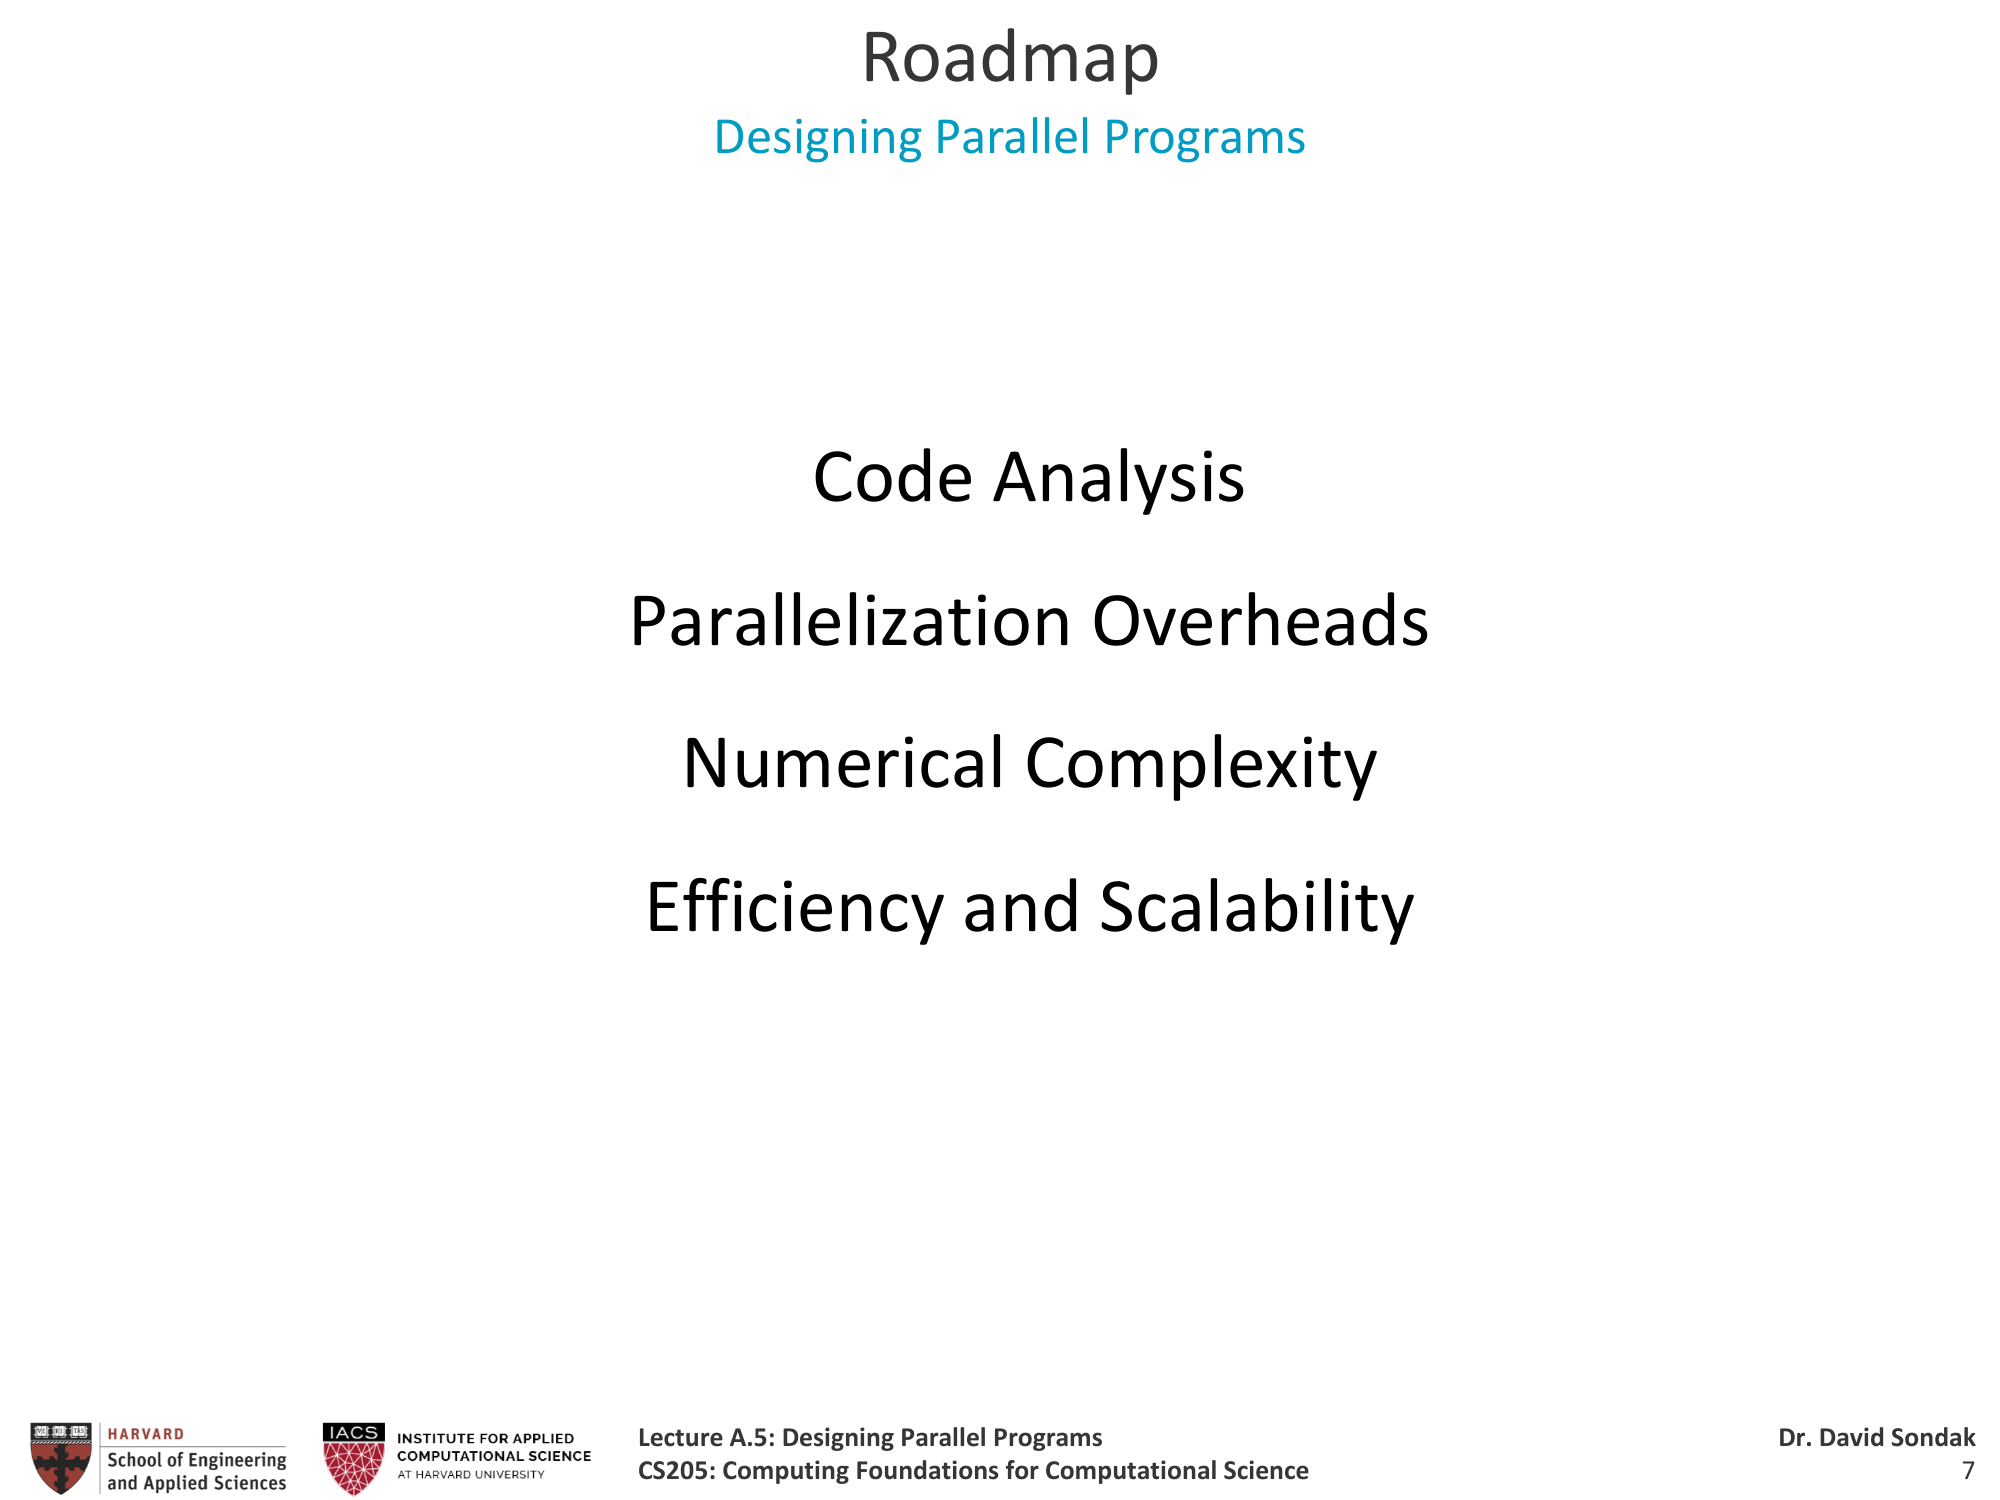 Roadmap
Designing Parallel Programs
Code Analysis
Parallelization Overheads
Numerical Complexity
Efficiency and Scalability
HARVARD
School of Engineering
and Applied Sciences
IACS
INSTITUTE FOR APPLIED
COMPUTATIONAL SCIENCE
AT HARVARD UNIVERSITY
Lecture A.5: Designing Parallel Programs
CS205: Computing Foundations for Computational Science
Dr. David Sondak
7